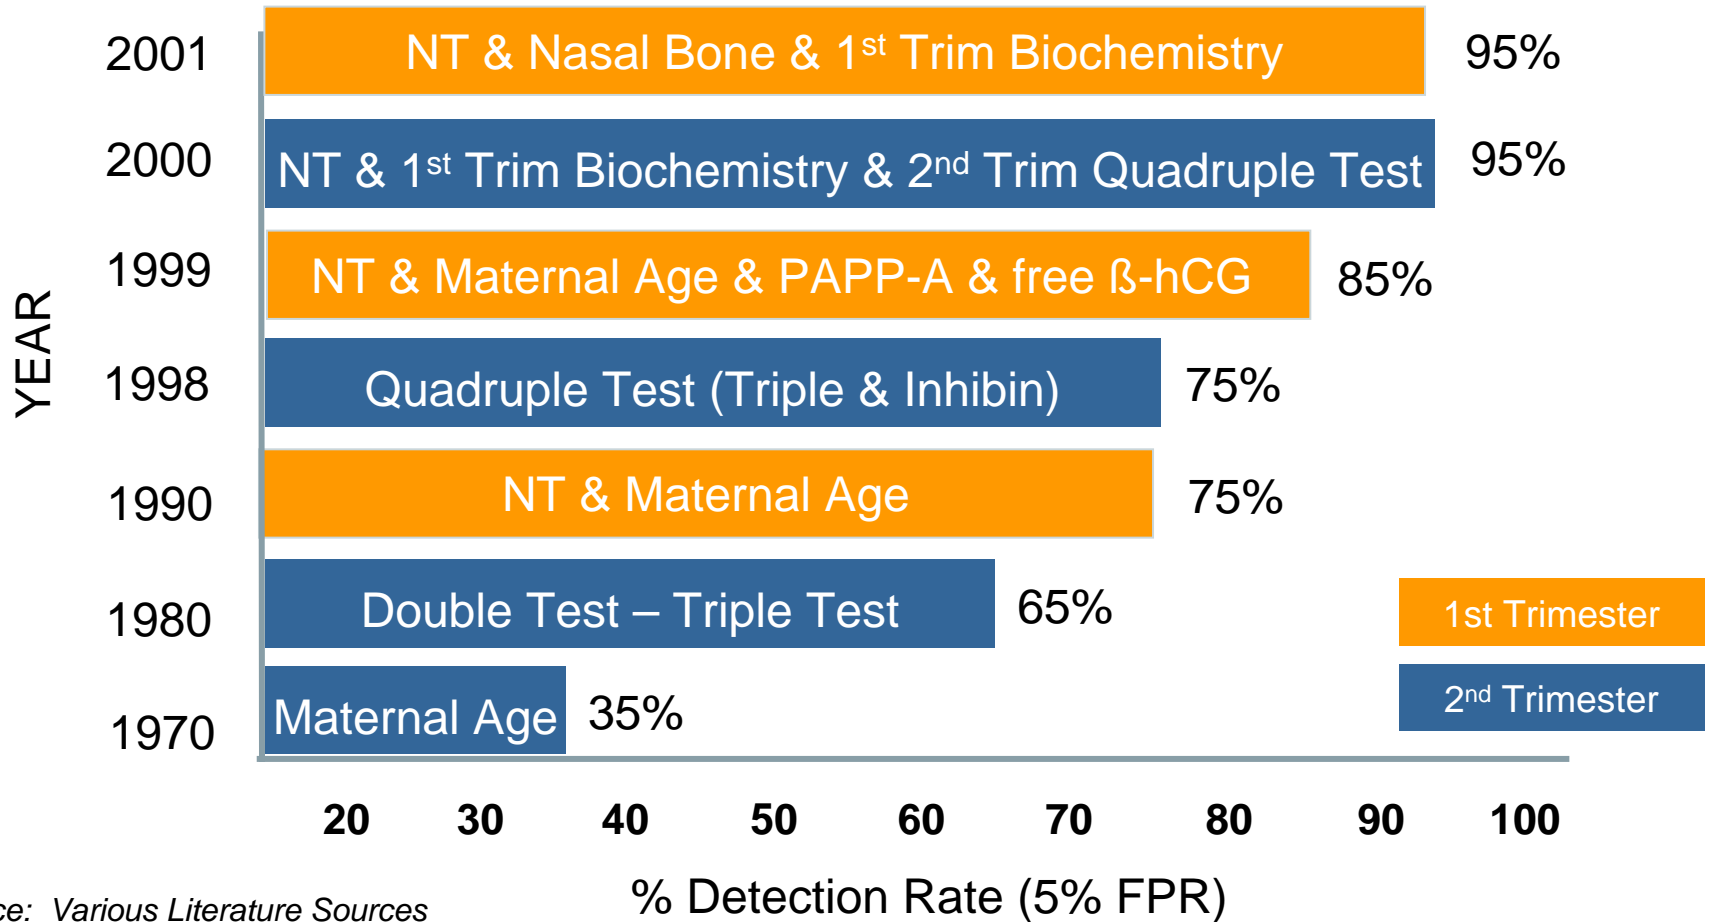 2001 NT & Nasal Bone & 1st Trim Biochemistry 95%
2000 NT & 1st Trim Biochemistry & 2nd Trim Quadruple Test 95%
1999 NT & Maternal Age & PAPP-A & free ß-hCG 85%
YEAR
1998 Quadruple Test (Triple & Inhibin) 75%
1990 NT & Maternal Age 75%
1980 Double Test – Triple Test 65%
1st Trimester
1970 Maternal Age 35%
2nd Trimester
20 30 40 50 60 70 80 90 100
% Detection Rate (5% FPR)
ce: Various Literature Sources